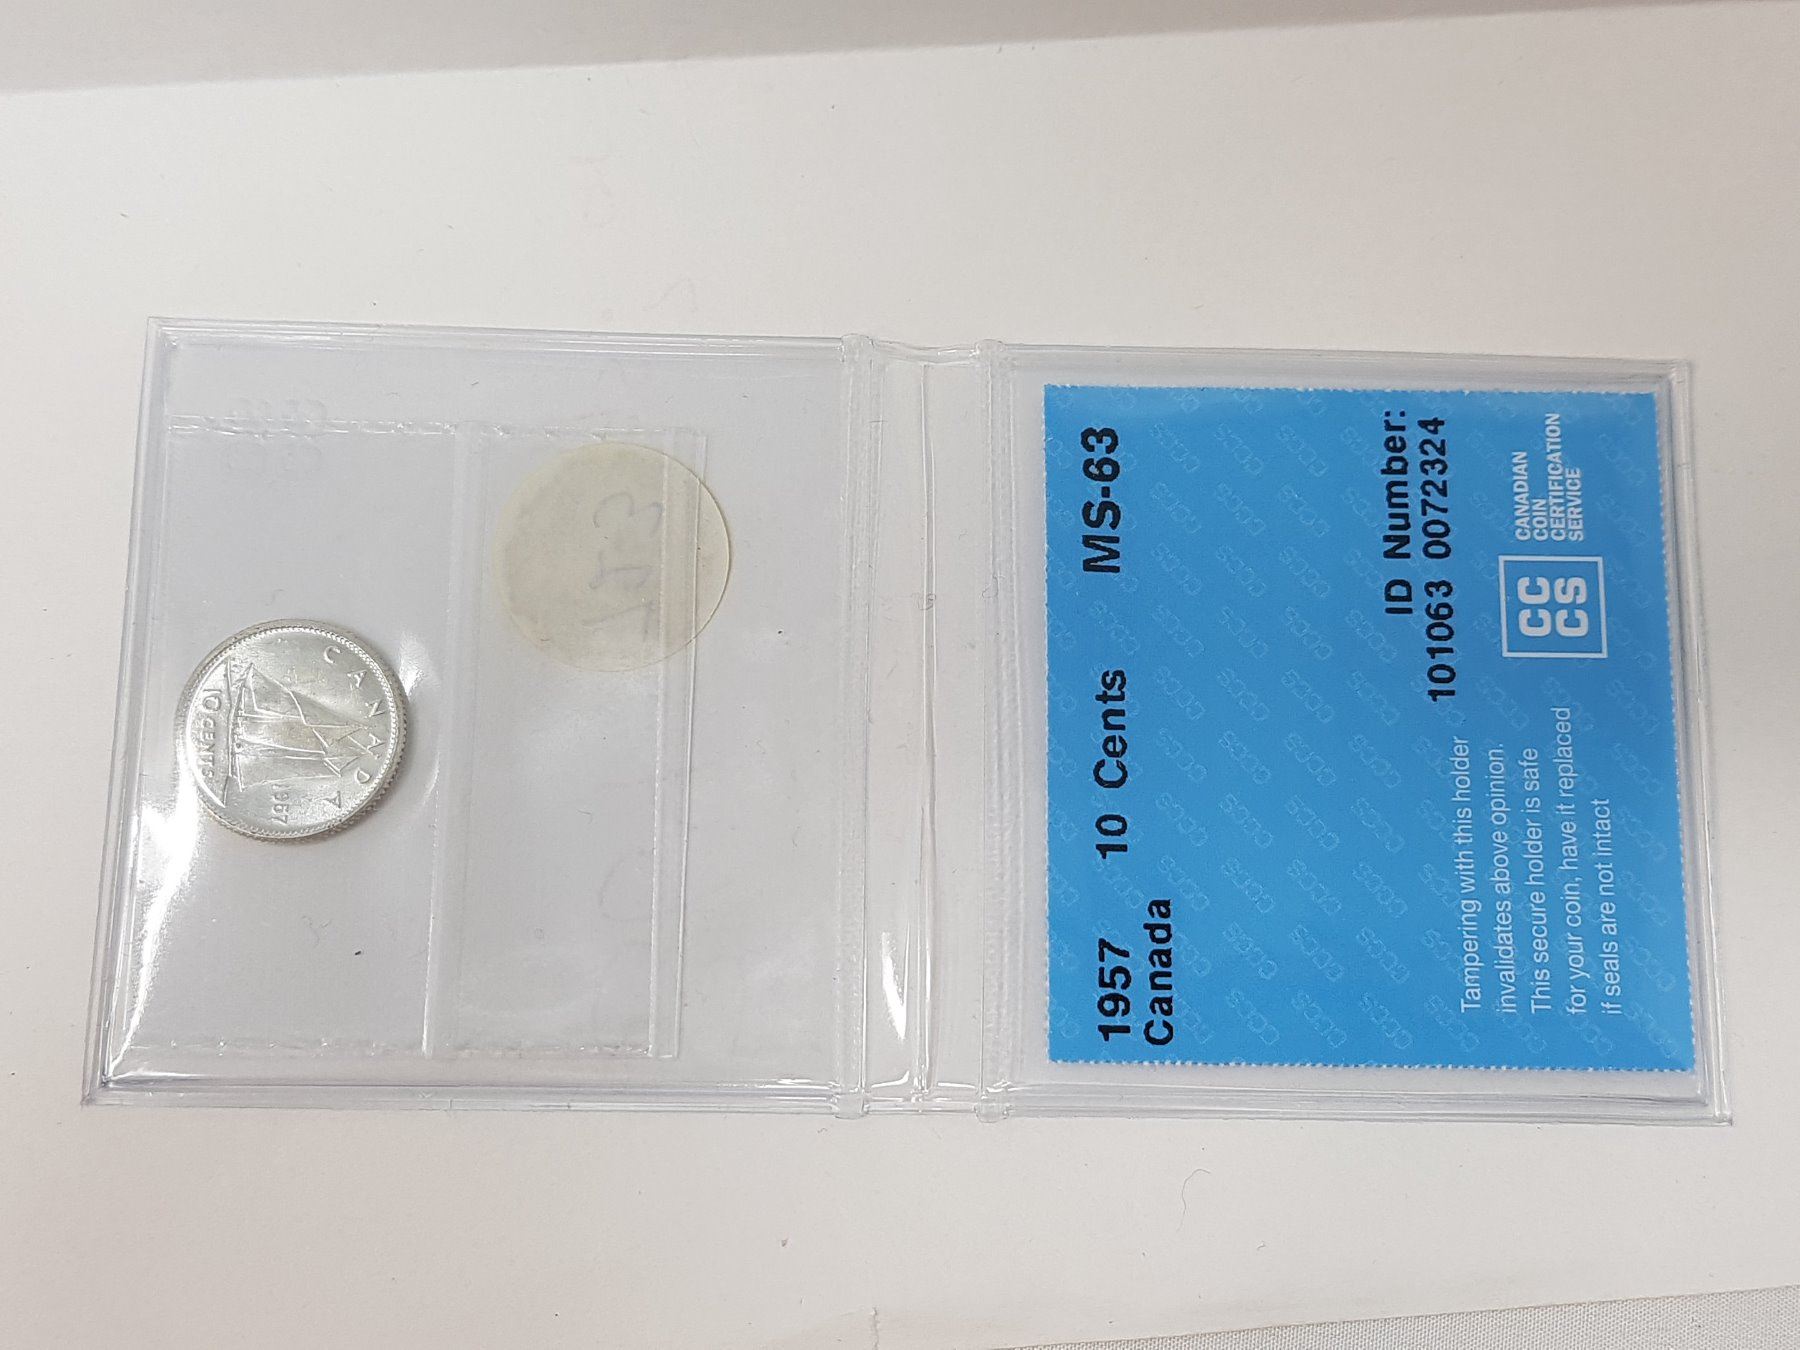 1957 10 Cents MS-63
Canada
ID Number:
101063 0072324
Tampering with this holder
invalidates above opinion.
This secure holder is safe
for your coin, have it replaced
if seals are not intact
CC
CS
CANADIAN
COIN
CERTIFICATION
SERVICE
CANADA
1957
10 CENTS